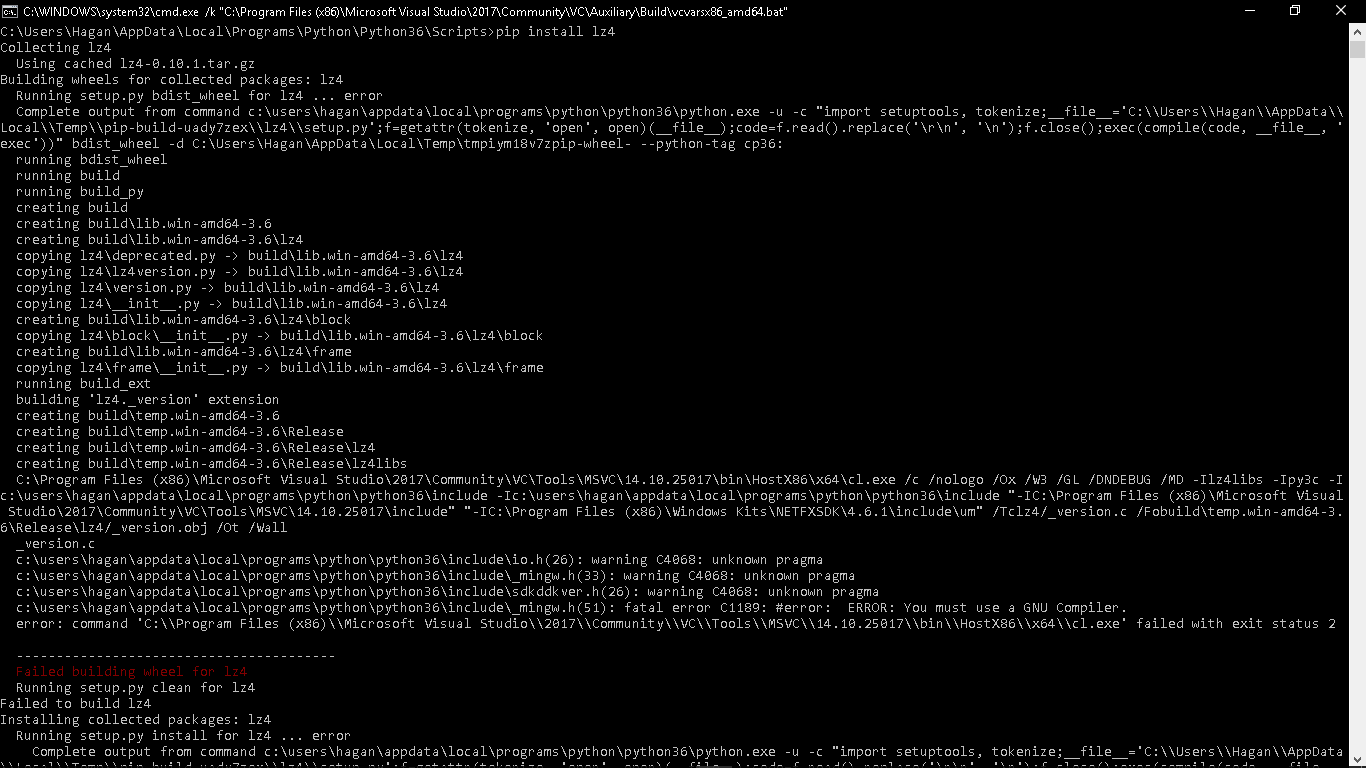 C:\WINDOWS\system32\cmd.exe /k "C:\Program Files (x86)\Microsoft Visual Studio\2017\Community\VC\Auxiliary\Build\vcvarsx86_amd64.bat"
C:\Users\Hagan\AppData\Local\Programs\Python\Python36\Scripts>pip install lz4
Collecting lz4
  Using cached lz4-0.10.1.tar.gz
Building wheels for collected packages: lz4
  Running setup.py bdist_wheel for lz4 ... error
  Complete output from command c:\users\hagan\appdata\local\programs\python\python36\python.exe -u -c "import setuptools, tokenize;__file__='C:\\Users\\Hagan\\AppData\\
Local\\Temp\\pip-build-uady7zex\\lz4\\setup.py';f=getattr(tokenize, 'open', open)(__file__);code=f.read().replace('\r\n', '\n');f.close();exec(compile(code, __file__, '
exec'))" bdist_wheel -d C:\Users\Hagan\AppData\Local\Temp\tmpiym18v7zpip-wheel- --python-tag cp36:
  running bdist_wheel
  running build
  running build_py
  creating build
  creating build\lib.win-amd64-3.6
  creating build\lib.win-amd64-3.6\lz4
  copying lz4\deprecated.py -> build\lib.win-amd64-3.6\lz4
  copying lz4\lz4version.py -> build\lib.win-amd64-3.6\lz4
  copying lz4\version.py -> build\lib.win-amd64-3.6\lz4
  copying lz4\__init__.py -> build\lib.win-amd64-3.6\lz4
  creating build\lib.win-amd64-3.6\lz4\block
  copying lz4\block\__init__.py -> build\lib.win-amd64-3.6\lz4\block
  creating build\lib.win-amd64-3.6\lz4\frame
  copying lz4\frame\__init__.py -> build\lib.win-amd64-3.6\lz4\frame
  running build_ext
  building 'lz4._version' extension
  creating build\temp.win-amd64-3.6
  creating build\temp.win-amd64-3.6\Release
  creating build\temp.win-amd64-3.6\Release\lz4
  creating build\temp.win-amd64-3.6\Release\lz4libs
  C:\Program Files (x86)\Microsoft Visual Studio\2017\Community\VC\Tools\MSVC\14.10.25017\bin\HostX86\x64\cl.exe /c /nologo /Ox /W3 /GL /DNDEBUG /MD -Ilz4libs -Ipy3c -I
c:\users\hagan\appdata\local\programs\python\python36\include -Ic:\users\hagan\appdata\local\programs\python\python36\include "-IC:\Program Files (x86)\Microsoft Visual
 Studio\2017\Community\VC\Tools\MSVC\14.10.25017\include" "-IC:\Program Files (x86)\Windows Kits\NETFXSDK\4.6.1\include\um" /Tclz4/_version.c /Fobuild\temp.win-amd64-3.
6\Release\lz4/_version.obj /Ot /Wall
  _version.c
  c:\users\hagan\appdata\local\programs\python\python36\include\io.h(26): warning C4068: unknown pragma
  c:\users\hagan\appdata\local\programs\python\python36\include\_mingw.h(33): warning C4068: unknown pragma
  c:\users\hagan\appdata\local\programs\python\python36\include\sdkddkver.h(26): warning C4068: unknown pragma
  c:\users\hagan\appdata\local\programs\python\python36\include\_mingw.h(51): fatal error C1189: #error:  ERROR: You must use a GNU Compiler.
  error: command 'C:\\Program Files (x86)\\Microsoft Visual Studio\\2017\\Community\\VC\\Tools\\MSVC\\14.10.25017\\bin\\HostX86\\x64\\cl.exe' failed with exit status 2
  ----------------------------------------
  Failed building wheel for lz4
  Running setup.py clean for lz4
Failed to build lz4
Installing collected packages: lz4
  Running setup.py install for lz4 ... error
    Complete output from command c:\users\hagan\appdata\local\programs\python\python36\python.exe -u -c "import setuptools, tokenize;__file__='C:\\Users\\Hagan\\AppData